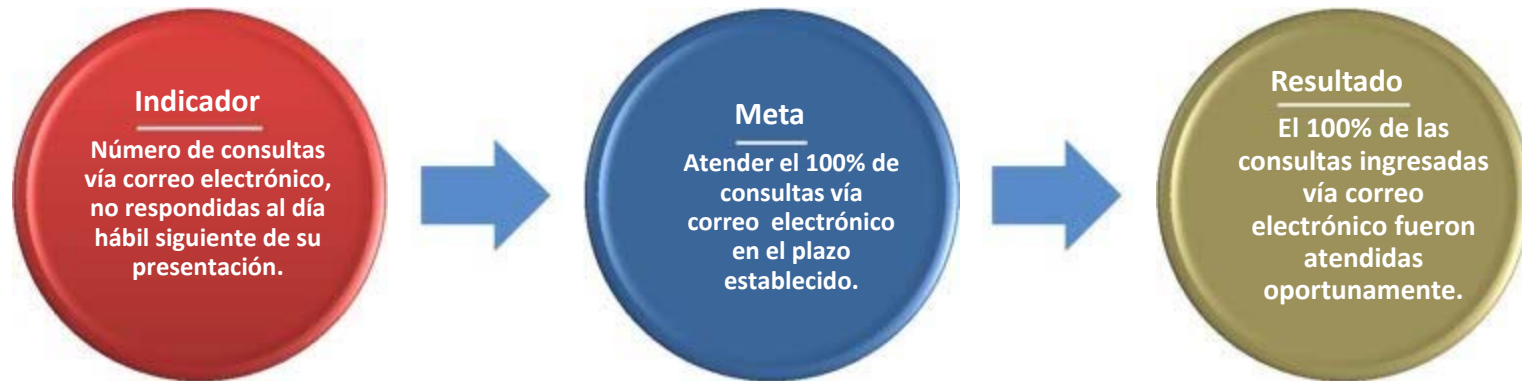 Indicador
Número de consultas
vía correo electrónico,
no respondidas al día
hábil siguiente de su
presentación.
Meta
Atender el 100% de
consultas vía
correo electrónico
en el plazo
establecido.
Resultado
El 100% de las
consultas ingresadas
vía correo
electrónico fueron
atendidas
oportunamente.